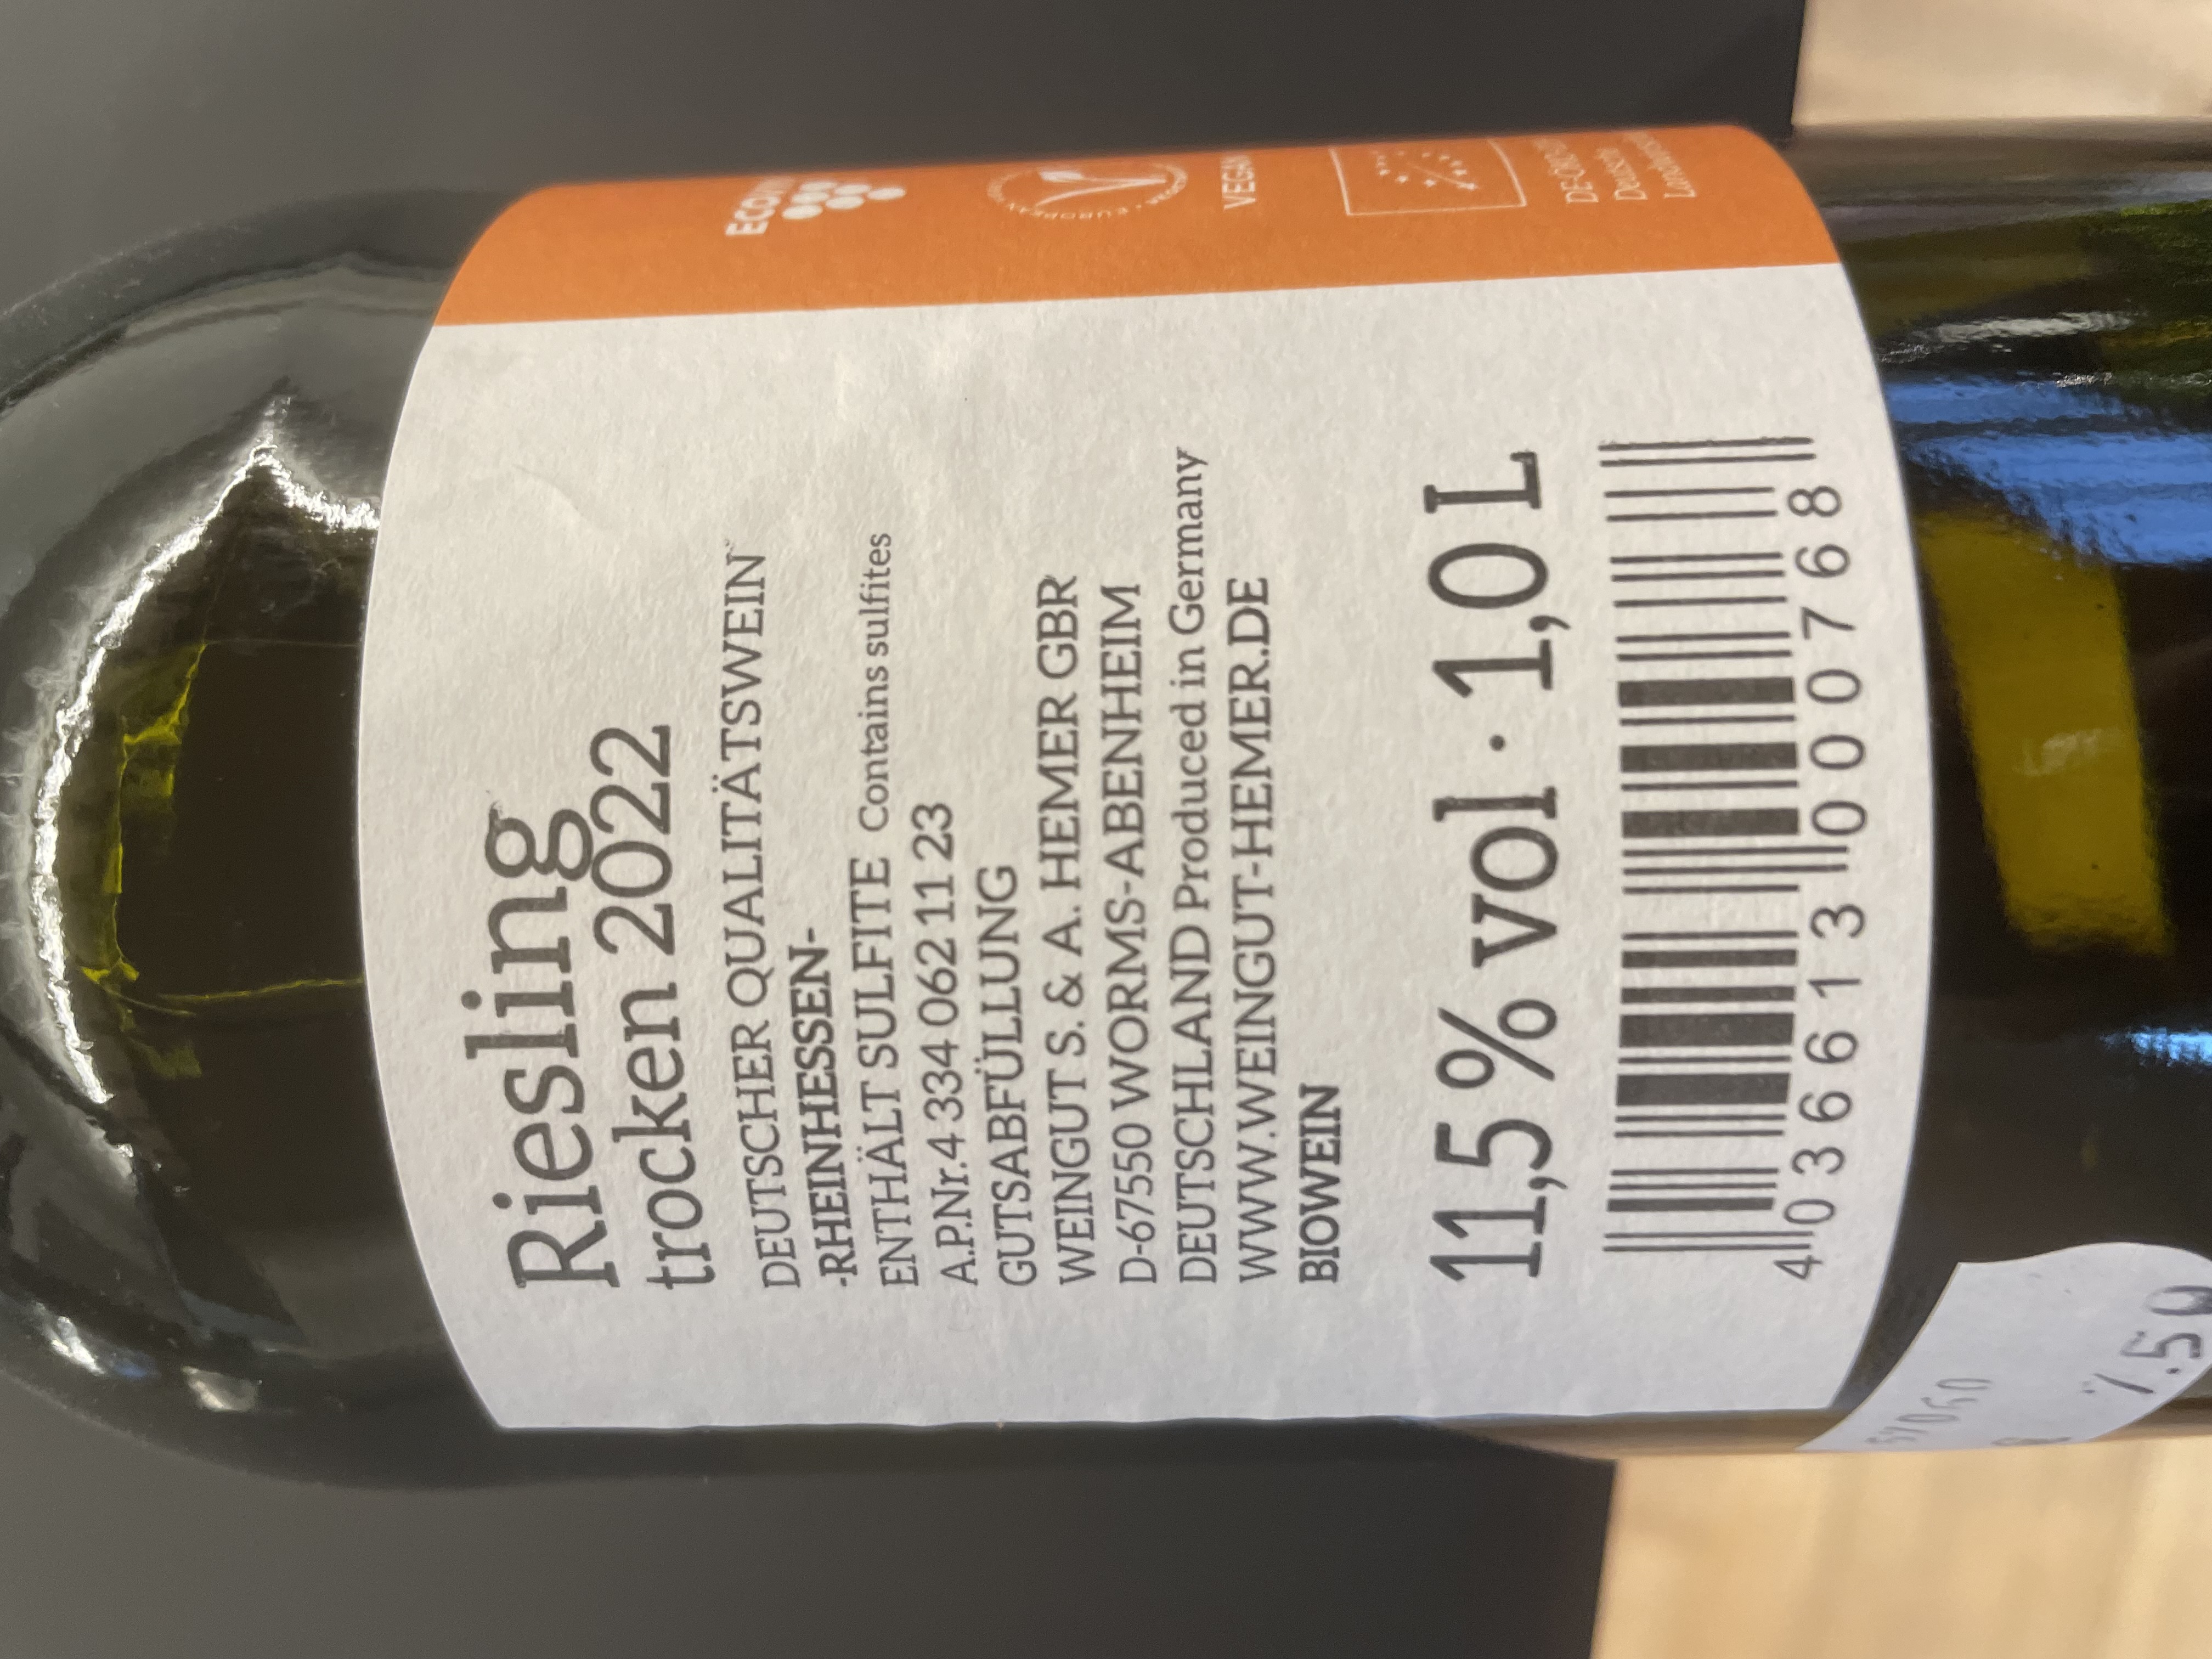 Riesling
trocken 2022
DEUTSCHER QUALITÄTSWEIN
-RHEINHESSEN-
ENTHÄLT SULFITE Contains sulfites
A.P.Nr. 4 334 062 11 23
GUTSABFÜLLUNG
WEINGUT S. & A. HEMER GBR
D-67550 WORMS-ABENHEIM
DEUTSCHLAND Produced in Germany
WWW.WEINGUT-HEMER.DE
BIOWEIN
11,5 % vol · 1,0 L
4 036613 000768
VEGAN
7.50